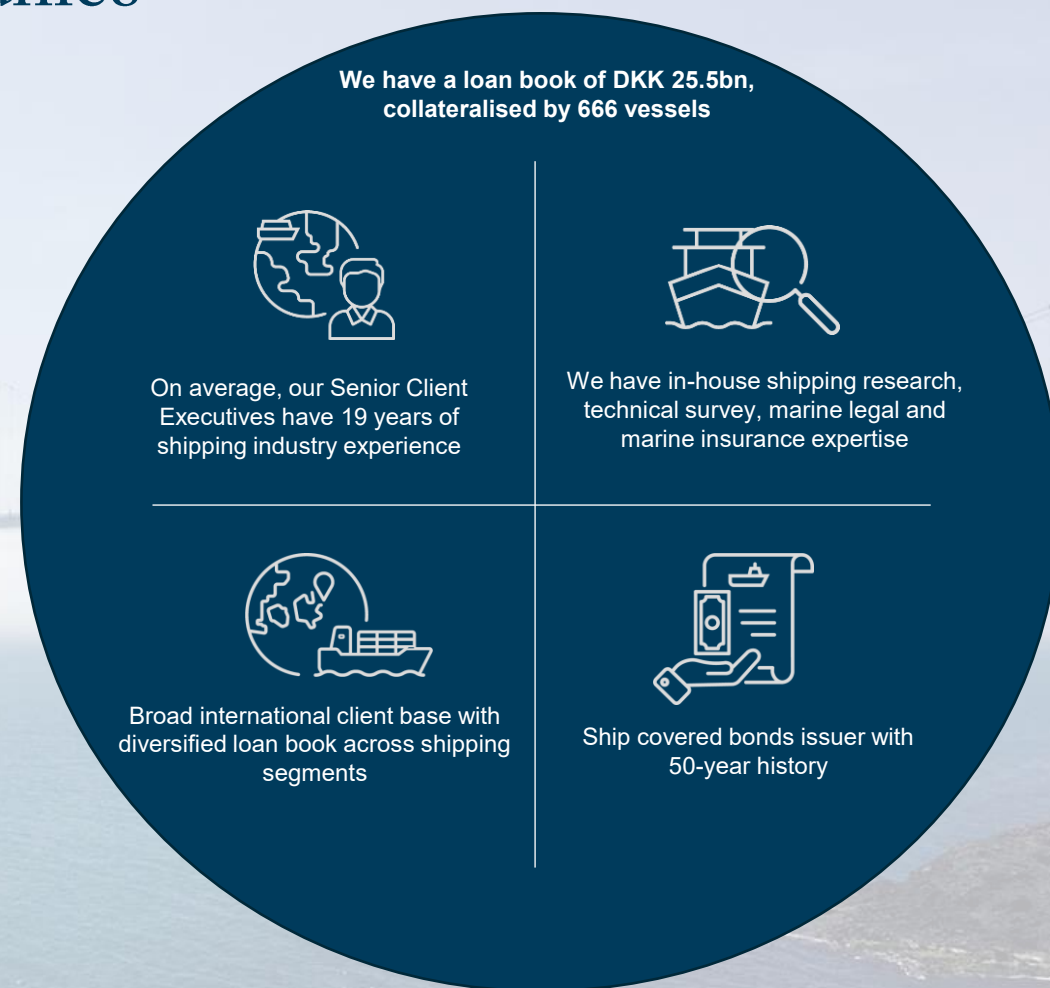 We have a loan book of DKK 25.5bn,
collateralised by 666 vessels
On average, our Senior Client
Executives have 19 years of
shipping industry experience
We have in-house shipping research,
technical survey, marine legal and
marine insurance expertise
Broad international client base with
diversified loan book across shipping
segments
Ship covered bonds issuer with
50-year history